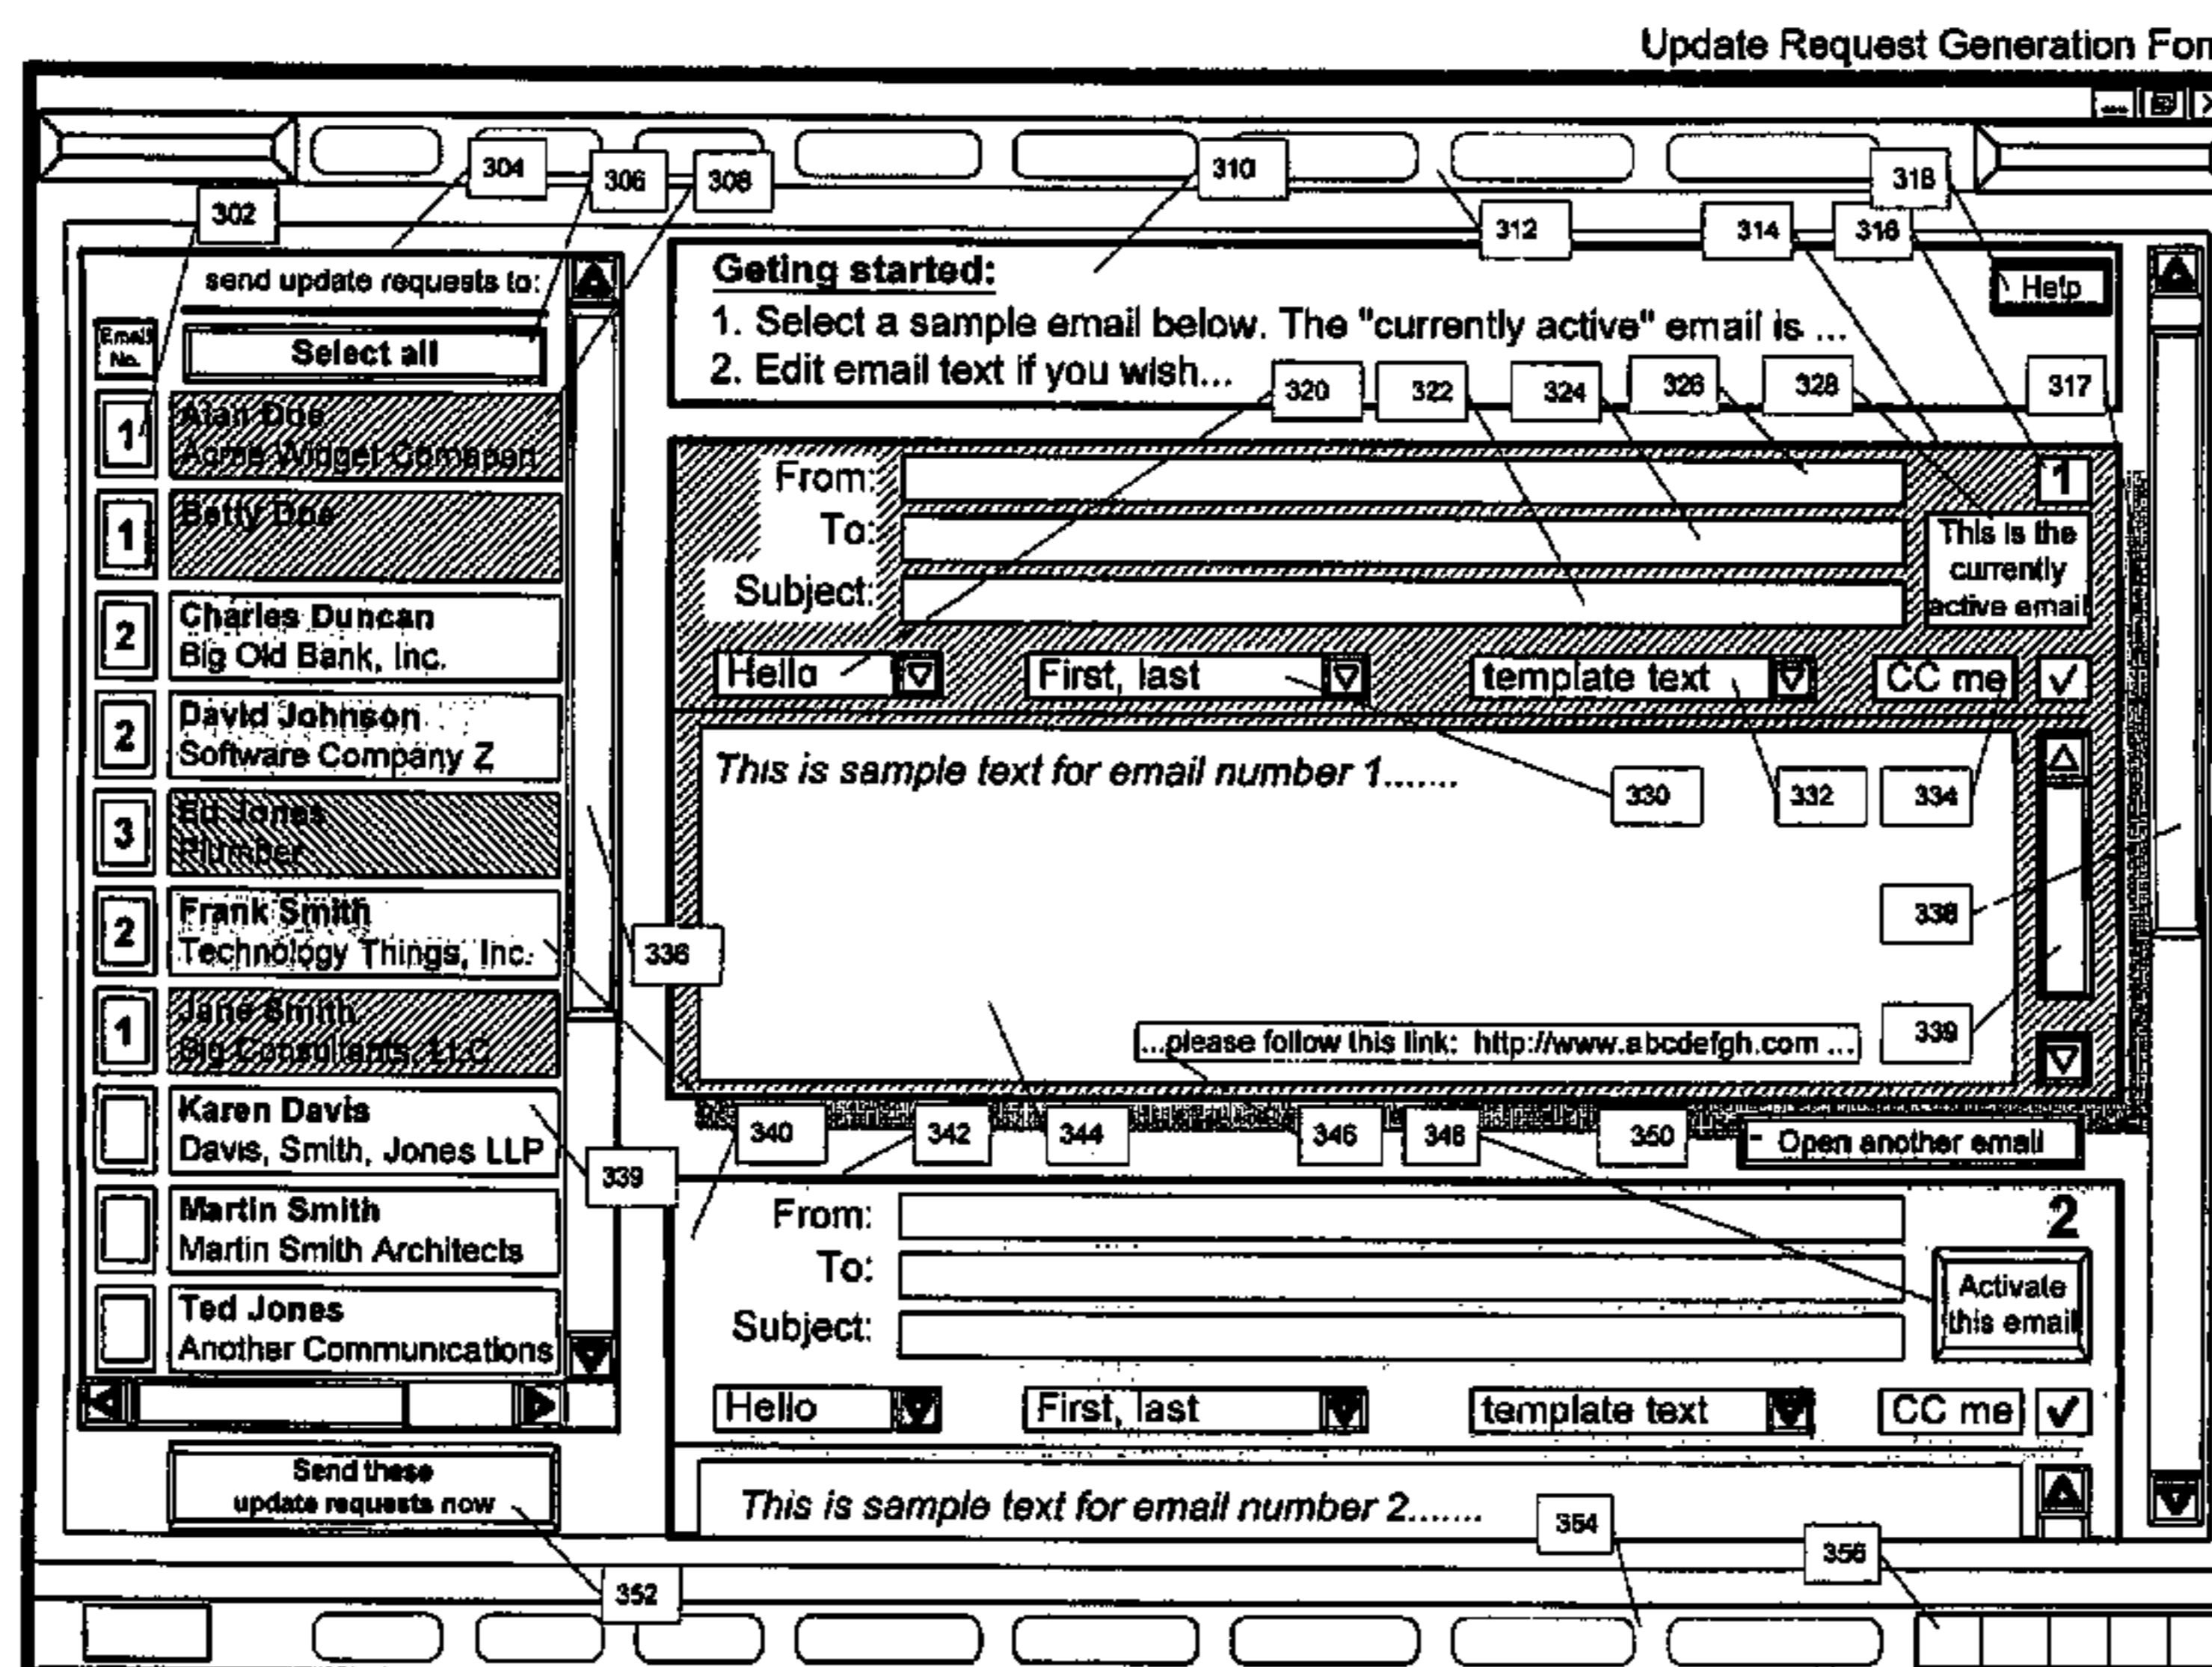 Update Request Generation For
304
306
308
310
318
302
312
314
316
send update requests to:
Email
No.
Select all
1
Alan Doe
Acme Widget Comapen
1
Betty Doe
2
Charles Duncan
Big Old Bank, Inc.
2
David Johnson
Software Company Z
3
Ed Jones
Plumber
2
Frank Smith
Technology Things, Inc.
1
Jane Smith
Big Consultants, LLC
Karen Davis
Davis, Smith, Jones LLP
Martin Smith
Martin Smith Architects
Ted Jones
Another Communications
Send these
update requests now
Geting started:
Help
1. Select a sample email below. The "currently active" email is ...
2. Edit email text if you wish...
320
322
324
326
328
317
From:
1
To:
Subject:
This is the
currently
active email
Hello
First, last
template text
CC me
This is sample text for email number 1.......
330
332
334
338
336
339
...please follow this link: http://www.abcdefgh.com ...
340
342
344
346
348
350
Open another email
339
From:
2
To:
Subject:
Activate
this email
Hello
First, last
template text
CC me
This is sample text for email number 2.......
354
356
352